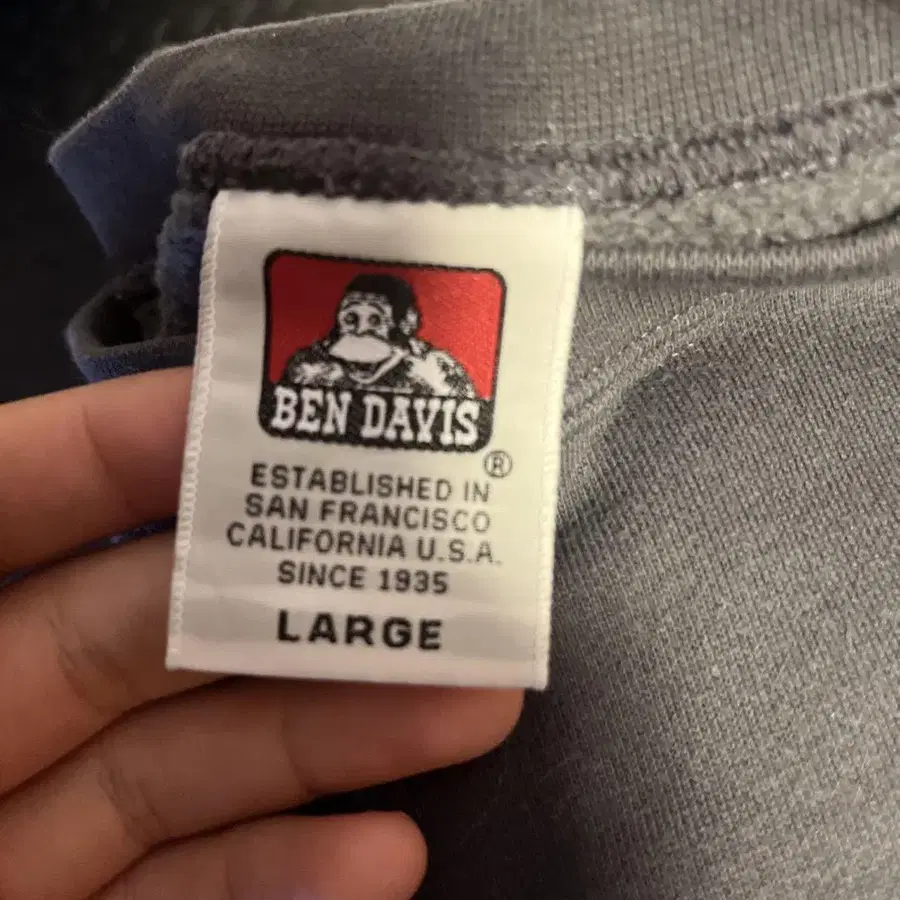 BEN DAVIS
®
ESTABLISHED IN
SAN FRANCISCO
CALIFORNIA U.S.A.
SINCE 1935
LARGE